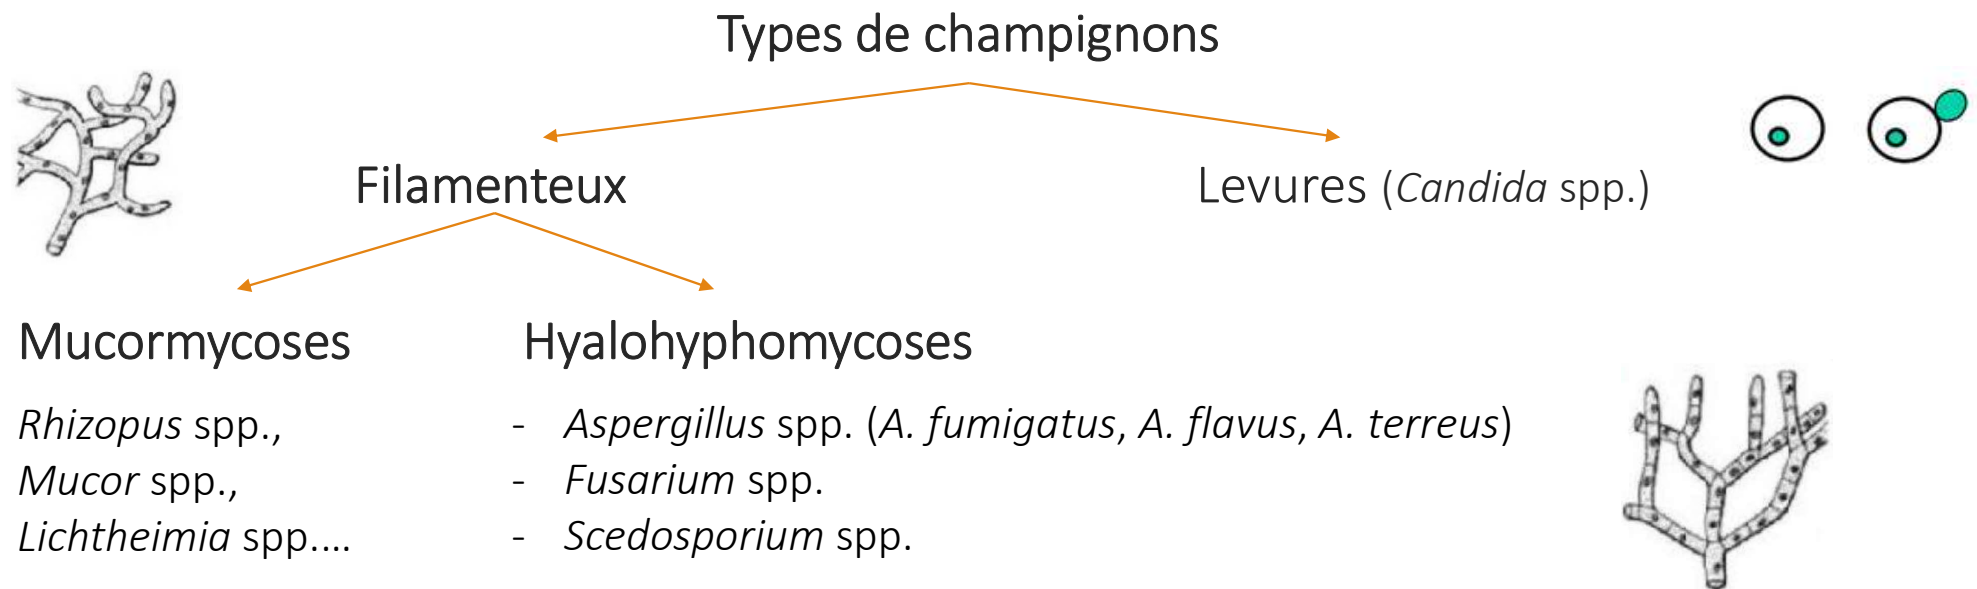 Types de champignons
Filamenteux
Levures (Candida spp.)
Mucormycoses
Rhizopus spp.,
Mucor spp.,
Lichtheimia spp....
Hyalohyphomycoses
- Aspergillus spp. (A. fumigatus, A. flavus, A. terreus)
- Fusarium spp.
- Scedosporium spp.